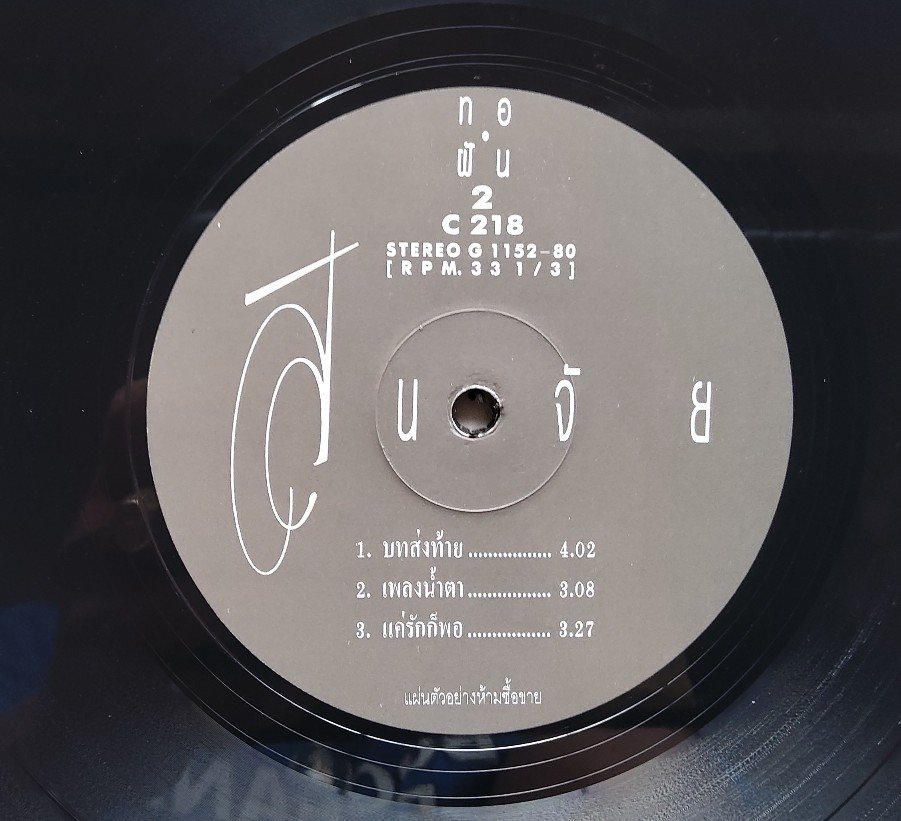 ทอ
ฝัน
2
C 218
STEREO G 1152-80
[RPM. 33 1/3]
สุนจัย
1. บทส่งท้าย ................. 4.02
2. เพลงน้ำตา ................. 3.08
3. แค่รักก็พอ ................. 3.27
แผ่นตัวอย่างห้ามซื้อขาย